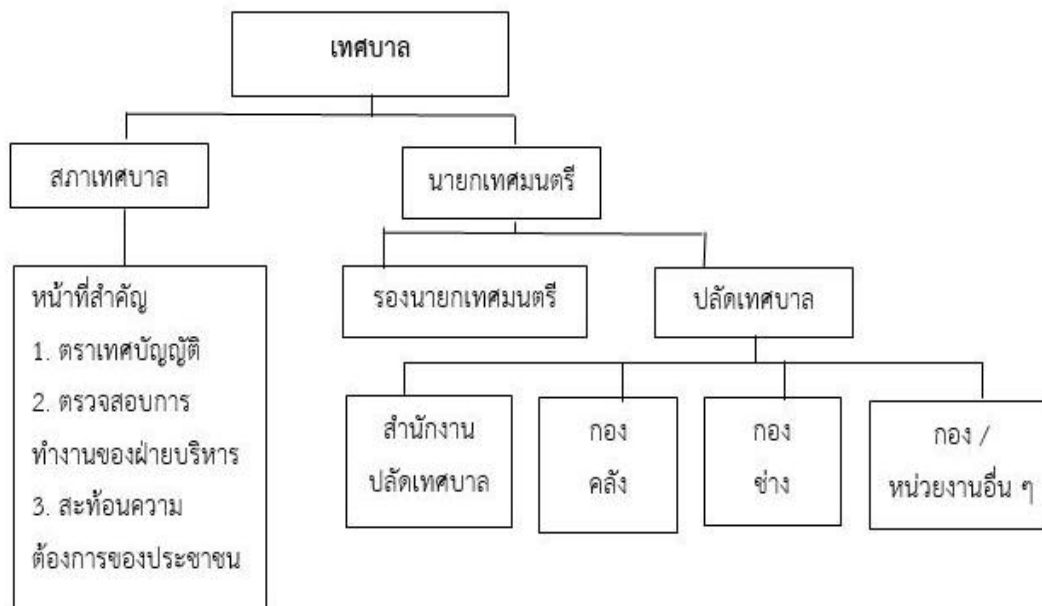 เทศบาล
สภาเทศบาล
นายกเทศมนตรี
หน้าที่สำคัญ
1. ตราเทศบัญญัติ
2. ตรวจสอบการ
ทำงานของฝ่ายบริหาร
3. สะท้อนความ
ต้องการของประชาชน
รองนายกเทศมนตรี
ปลัดเทศบาล
สำนักงาน
ปลัดเทศบาล
กอง
คลัง
กอง
ช่าง
กอง /
หน่วยงานอื่น ๆ